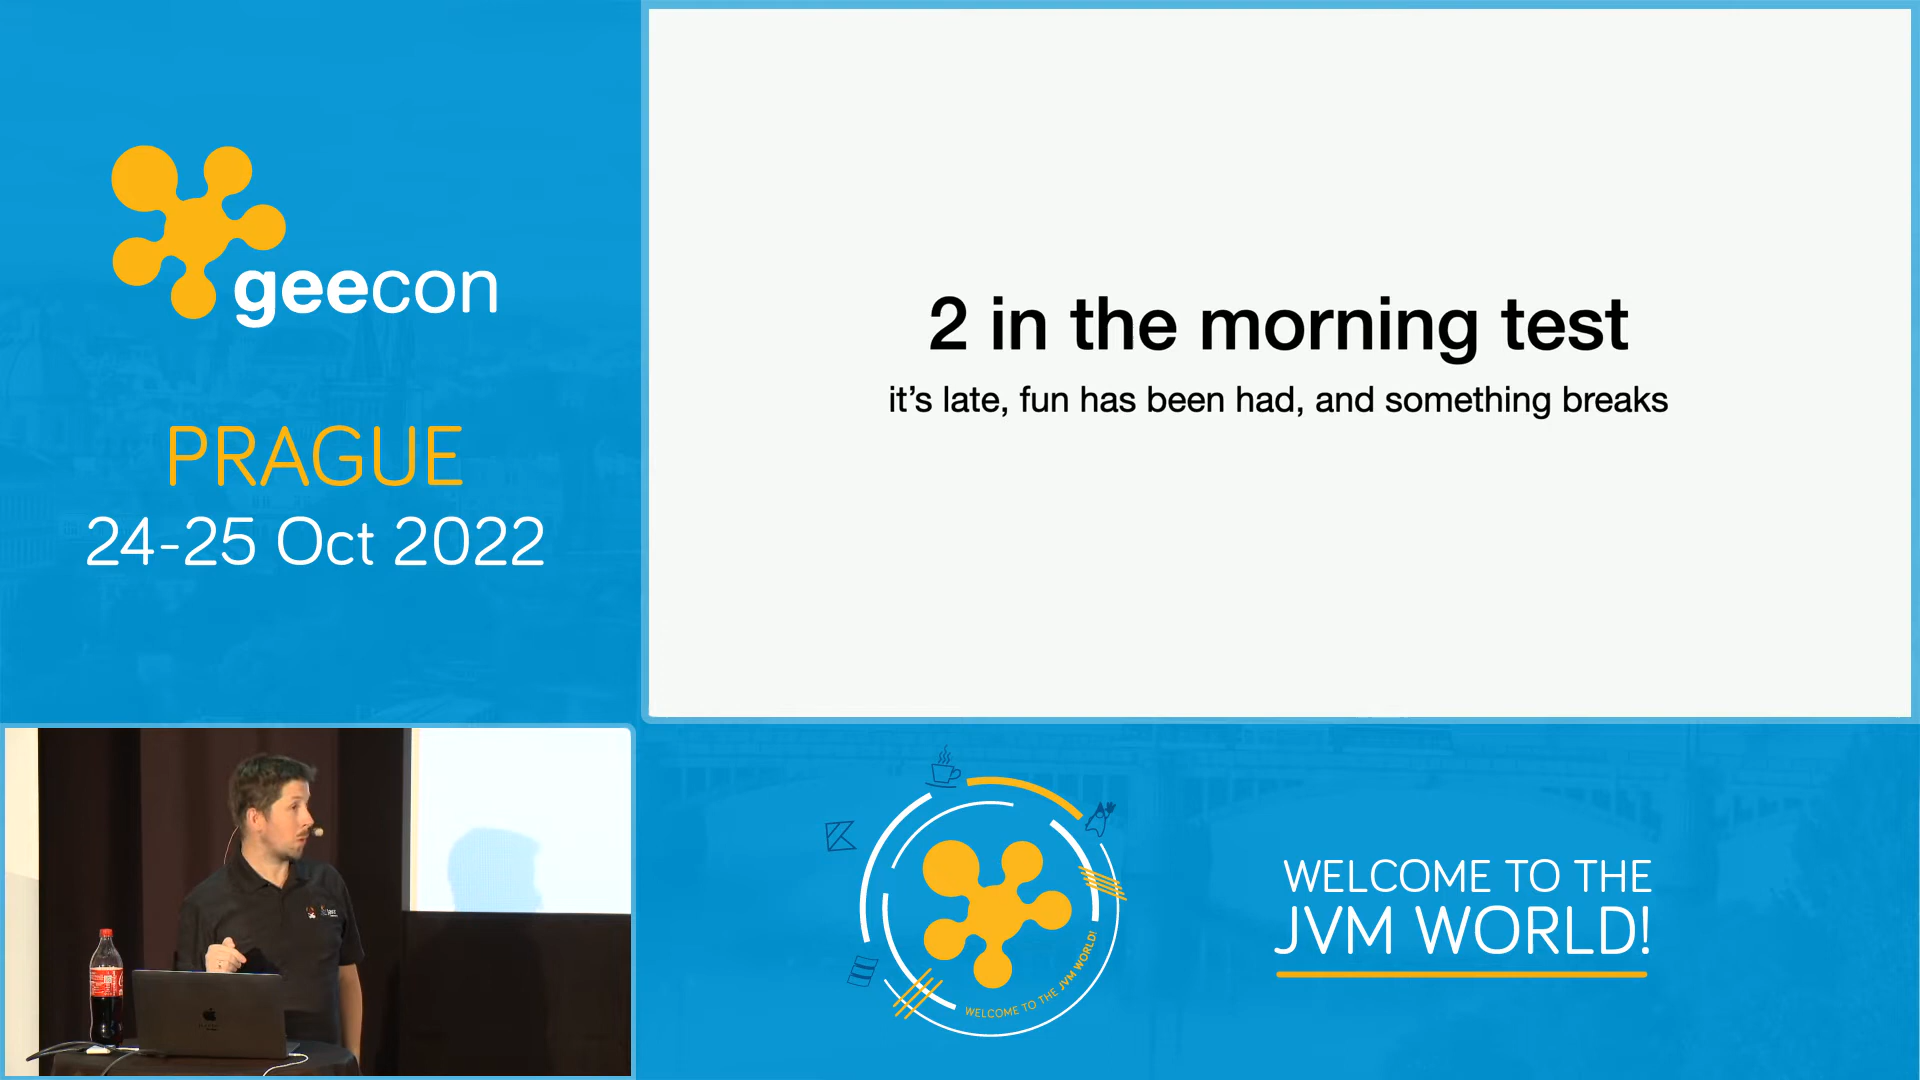 geecon
PRAGUE
24-25 Oct 2022
2 in the morning test
it’s late, fun has been had, and something breaks
WELCOME TO THE JVM WORLD!
WELCOME TO THE
JVM WORLD!